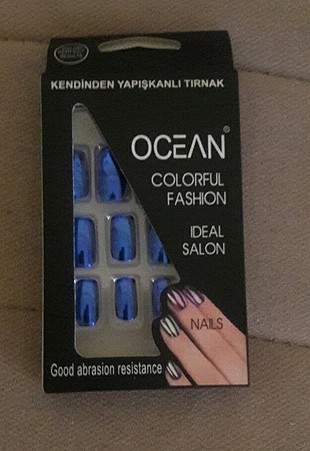 KENDİNDEN YAPIŞKANLI TIRNAK
OCEAN®
COLORFUL
FASHION
IDEAL
SALON
NAILS
Good abrasion resistance